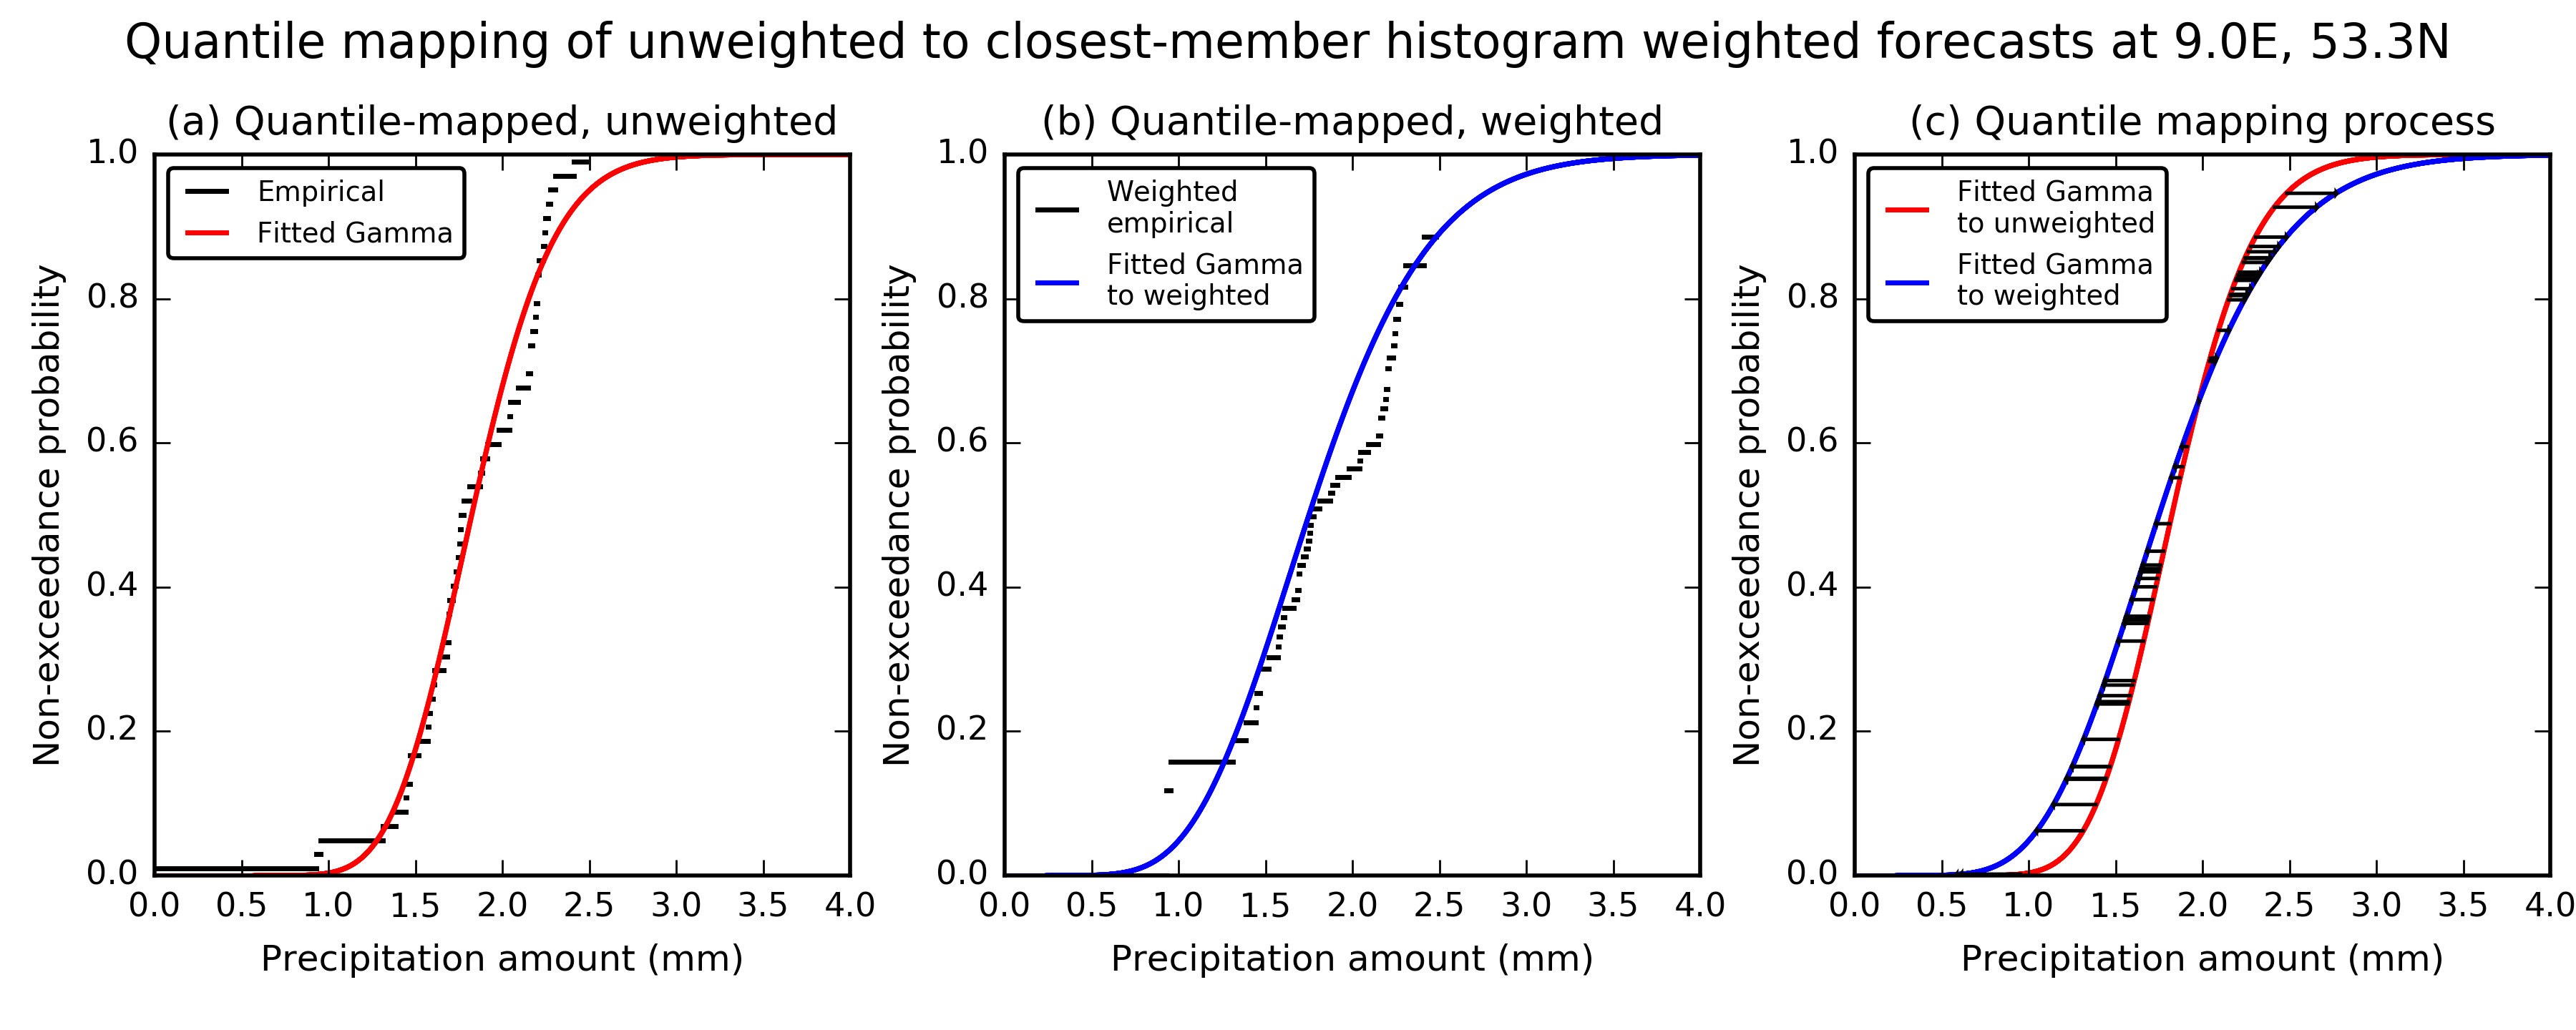 Quantile mapping of unweighted to closest-member histogram weighted forecasts at 9.0E, 53.3N
(a) Quantile-mapped, unweighted
Non-exceedance probability
1.0
0.8
0.6
0.4
0.2
0.0
Empirical
Fitted Gamma
0.0 0.5 1.0 1.5 2.0 2.5 3.0 3.5 4.0
Precipitation amount (mm)
(b) Quantile-mapped, weighted
Non-exceedance probability
1.0
0.8
0.6
0.4
0.2
0.0
Weighted
empirical
Fitted Gamma
to weighted
0.0 0.5 1.0 1.5 2.0 2.5 3.0 3.5 4.0
Precipitation amount (mm)
(c) Quantile mapping process
Non-exceedance probability
1.0
0.8
0.6
0.4
0.2
0.0
Fitted Gamma
to unweighted
Fitted Gamma
to weighted
0.0 0.5 1.0 1.5 2.0 2.5 3.0 3.5 4.0
Precipitation amount (mm)